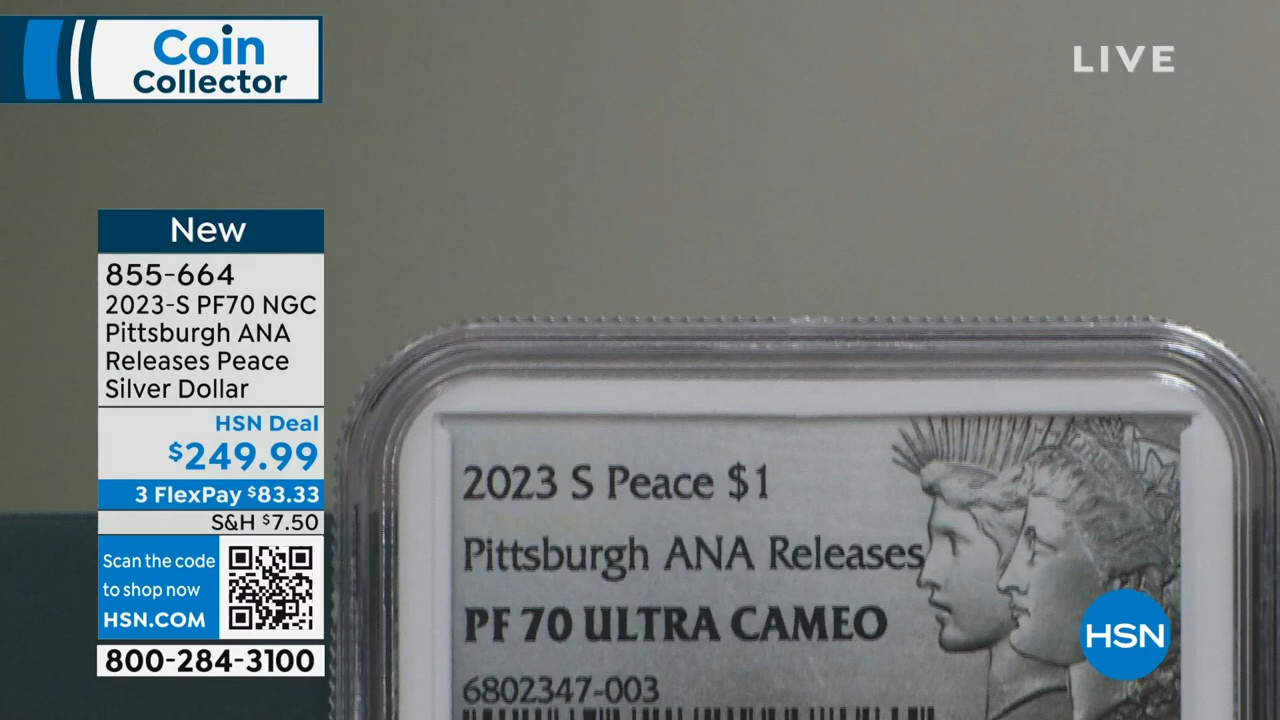 Coin
Collector
LIVE
New
855-664
2023-S PF70 NGC
Pittsburgh ANA
Releases Peace
Silver Dollar
HSN Deal
$249.99
3 FlexPay $83.33
S&H $7.50
Scan the code
to shop now
HSN.COM
800-284-3100
2023 S Peace $1
Pittsburgh ANA Releases
PF 70 ULTRA CAMEO
6802347-003
HSN